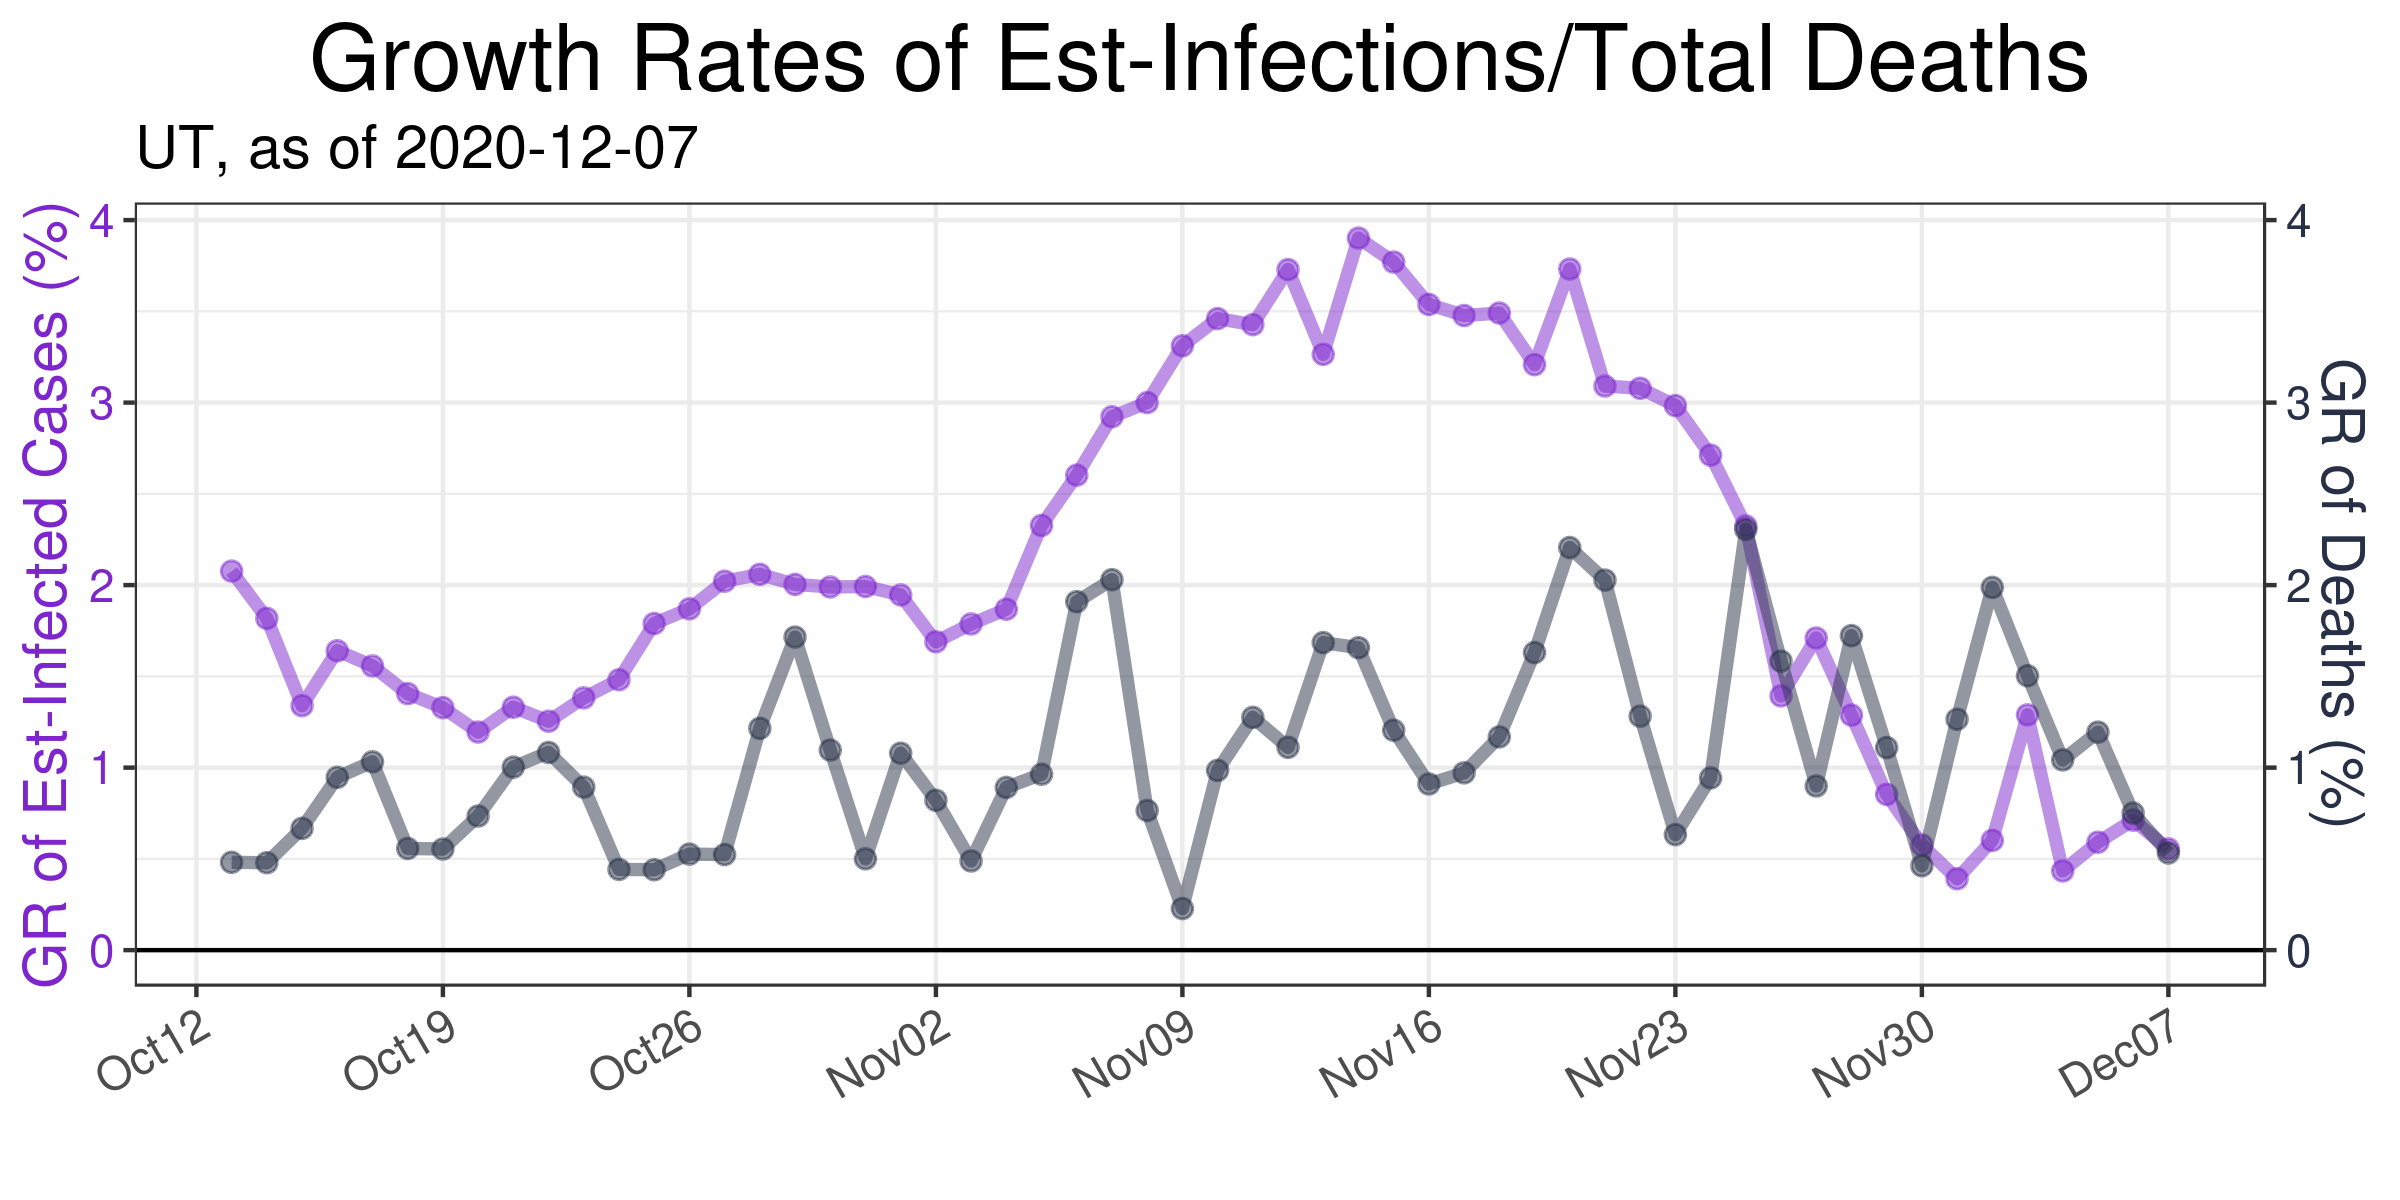 Growth Rates of Est-Infections/Total Deaths
UT, as of 2020-12-07
GR of Est-Infected Cases (%)
4
3
2
1
0
4
3
2
1
0
GR of Deaths (%)
Oct12
Oct19
Oct26
Nov02
Nov09
Nov16
Nov23
Nov30
Dec07